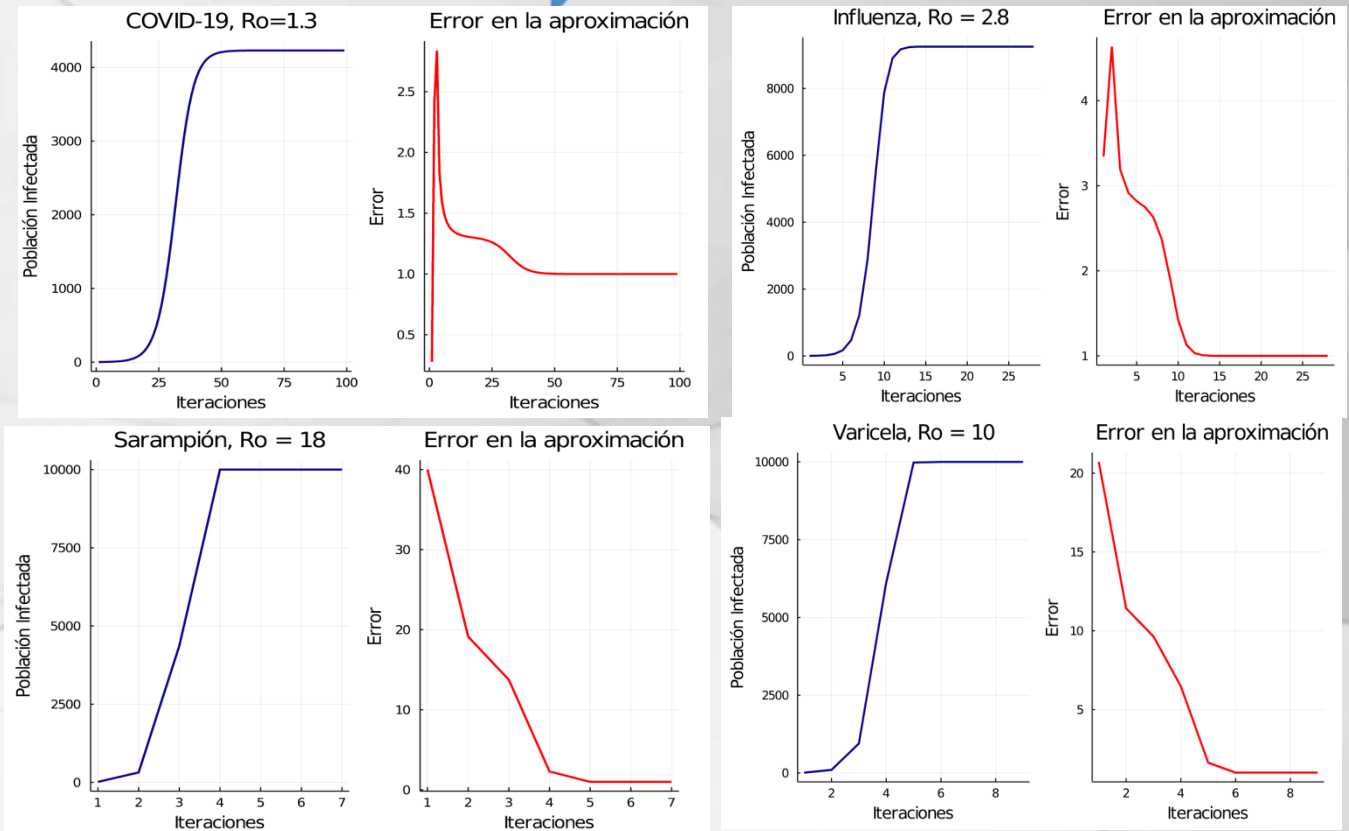 COVID-19, Ro=1.3
Población Infectada
4000
3000
2000
1000
0
0 25 50 75 100
Iteraciones
Error en la aproximación
Error
2.5
2.0
1.5
1.0
0.5
0 25 50 75 100
Iteraciones
Influenza, Ro = 2.8
Población Infectada
8000
6000
4000
2000
0
5 10 15 20 25
Iteraciones
Error en la aproximación
Error
4
3
2
1
5 10 15 20 25
Iteraciones
Sarampión, Ro = 18
Población Infectada
10000
7500
5000
2500
0
1 2 3 4 5 6 7
Iteraciones
Error en la aproximación
Error
40
30
20
10
0
1 2 3 4 5 6 7
Iteraciones
Varicela, Ro = 10
Población Infectada
10000
7500
5000
2500
0
2 4 6 8
Iteraciones
Error en la aproximación
Error
20
15
10
5
2 4 6 8
Iteraciones